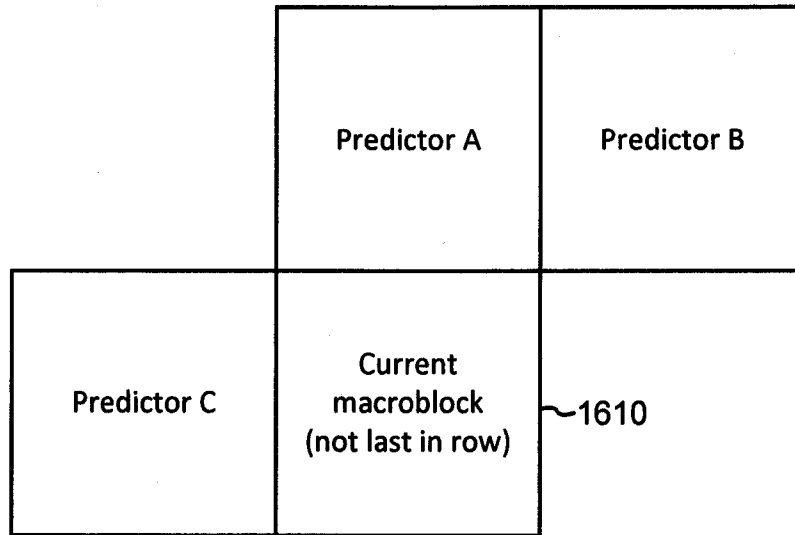 Predictor A
Predictor B
Predictor C
Current
macroblock
(not last in row)
1610